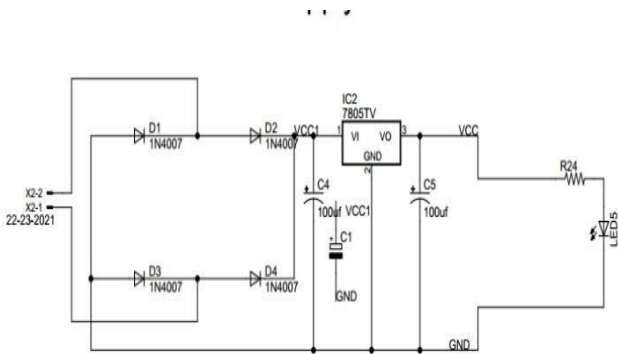 IC2
7805TV
D1
1N4007
D2
1N4007
VCC1
1
VI
VO
3
GND
2
VCC
R24
X2-2
X2-1
22-23-2021
C4
100uf
VCC1
C5
100uf
C1
LED5
D3
1N4007
D4
1N4007
GND
GND